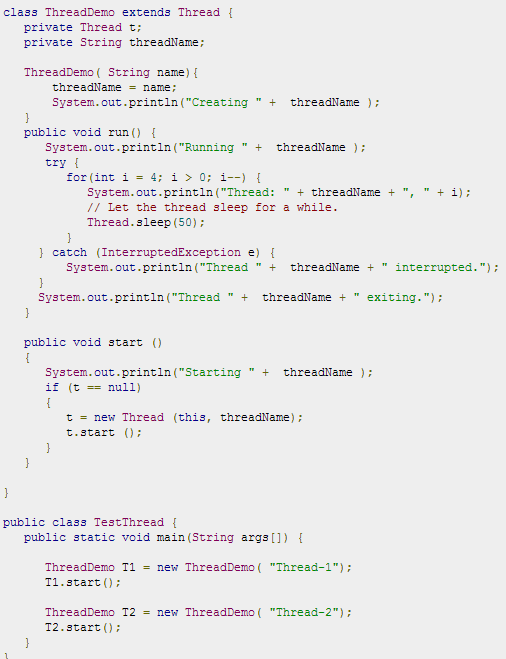 class ThreadDemo extends Thread {
   private Thread t;
   private String threadName;

   ThreadDemo( String name){
       threadName = name;
       System.out.println("Creating " +  threadName );
   }
   public void run() {
      System.out.println("Running " +  threadName );
      try {
         for(int i = 4; i > 0; i--) {
            System.out.println("Thread: " + threadName + ", " + i);
            // Let the thread sleep for a while.
            Thread.sleep(50);
         }
     } catch (InterruptedException e) {
         System.out.println("Thread " +  threadName + " interrupted.");
     }
     System.out.println("Thread " +  threadName + " exiting.");
   }

   public void start ()
   {
      System.out.println("Starting " +  threadName );
      if (t == null)
      {
         t = new Thread (this, threadName);
         t.start ();
      }
   }

}

public class TestThread {
   public static void main(String args[]) {

      ThreadDemo T1 = new ThreadDemo( "Thread-1");
      T1.start();

      ThreadDemo T2 = new ThreadDemo( "Thread-2");
      T2.start();
   }
}